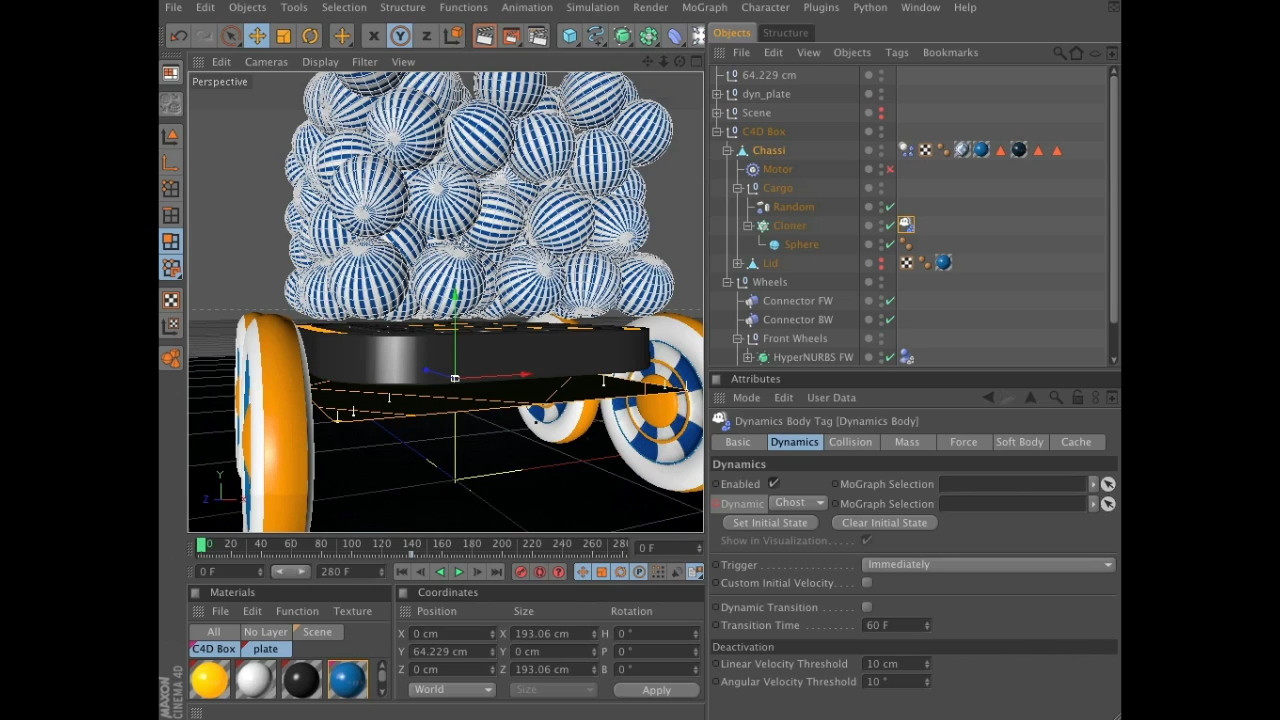 File Edit Objects Tools Selection Structure Functions Animation Simulation Render MoGraph Character Plugins Python Window Help
X Y Z
Objects Structure
File Edit View Objects Tags Bookmarks
Edit Cameras Display Filter View
Perspective
64.229 cm
dyn_plate
Scene
C4D Box
Chassi
Motor
Cargo
Random
Cloner
Sphere
Lid
Wheels
Connector FW
Connector BW
Front Wheels
HyperNURBS FW
Attributes
Mode Edit User Data
Dynamics Body Tag [Dynamics Body]
Basic Dynamics Collision Mass Force Soft Body Cache
Dynamics
Enabled MoGraph Selection
Dynamic Ghost MoGraph Selection
Set Initial State Clear Initial State
Show in Visualization
Trigger Immediately
Custom Initial Velocity
Dynamic Transition
Transition Time 60 F
Deactivation
Linear Velocity Threshold 10 cm
Angular Velocity Threshold 10 °
Y
Z X
0 20 40 60 80 100 120 140 160 180 200 220 240 260 28 0 F
0 F 280 F
Materials
File Edit Function Texture
All No Layer Scene
C4D Box plate
Coordinates
Position Size Rotation
X 0 cm X 193.06 cm H 0 °
Y 64.229 cm Y 0 cm P 0 °
Z 0 cm Z 193.06 cm B 0 °
World Size Apply
MAXON
CINEMA 4D